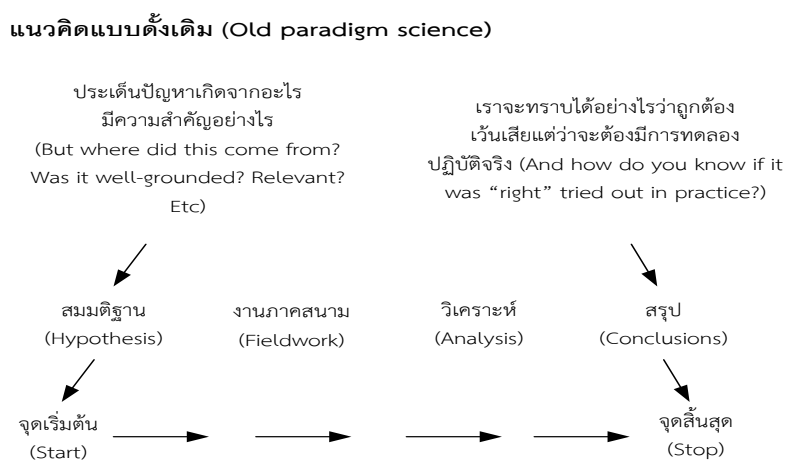 แนวคิดแบบดั้งเดิม (Old paradigm science)
ประเด็นปัญหาเกิดจากอะไร
มีความสำคัญอย่างไร
(But where did this come from?
Was it well-grounded? Relevant?
Etc)
เราจะทราบได้อย่างไรว่าถูกต้อง
เว้นเสียแต่ว่าจะต้องมีการทดลอง
ปฏิบัติจริง (And how do you know if it
was “right” tried out in practice?)
สมมติฐาน
(Hypothesis)
งานภาคสนาม
(Fieldwork)
วิเคราะห์
(Analysis)
สรุป
(Conclusions)
จุดเริ่มต้น
(Start)
จุดสิ้นสุด
(Stop)